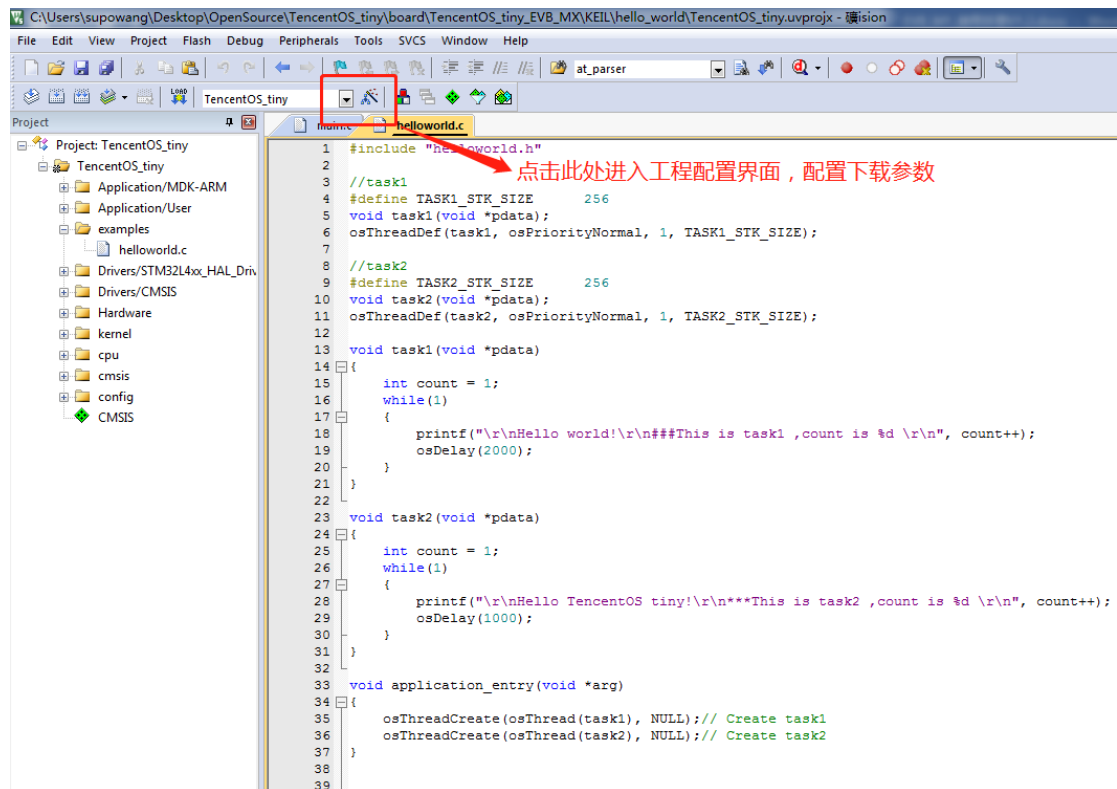 C:\Users\supowang\Desktop\OpenSource\TencentOS_tiny\board\TencentOS_tiny_EVB_MX\KEIL\hello_world\TencentOS_tiny.uvprojx - 礦ision
File Edit View Project Flash Debug Peripherals Tools SVCS Window Help
at_parser
LOAD TencentOS_tiny
Project
main.c helloworld.c
Project: TencentOS_tiny
TencentOS_tiny
Application/MDK-ARM
Application/User
examples
helloworld.c
Drivers/STM32L4xx_HAL_Driv
Drivers/CMSIS
Hardware
kernel
cpu
cmsis
config
CMSIS
1 #include "helloworld.h"
2
点击此处进入工程配置界面，配置下载参数
3 //task1
4 #define TASK1_STK_SIZE 256
5 void task1(void *pdata);
6 osThreadDef(task1, osPriorityNormal, 1, TASK1_STK_SIZE);
7
8 //task2
9 #define TASK2_STK_SIZE 256
10 void task2(void *pdata);
11 osThreadDef(task2, osPriorityNormal, 1, TASK2_STK_SIZE);
12
13 void task1(void *pdata)
14 {
15 int count = 1;
16 while(1)
17 {
18 printf("\r\nHello world!\r\n###This is task1 ,count is %d \r\n", count++);
19 osDelay(2000);
20 }
21 }
22
23 void task2(void *pdata)
24 {
25 int count = 1;
26 while(1)
27 {
28 printf("\r\nHello TencentOS tiny!\r\n***This is task2 ,count is %d \r\n", count++);
29 osDelay(1000);
30 }
31 }
32
33 void application_entry(void *arg)
34 {
35 osThreadCreate(osThread(task1), NULL);// Create task1
36 osThreadCreate(osThread(task2), NULL);// Create task2
37 }
38
39